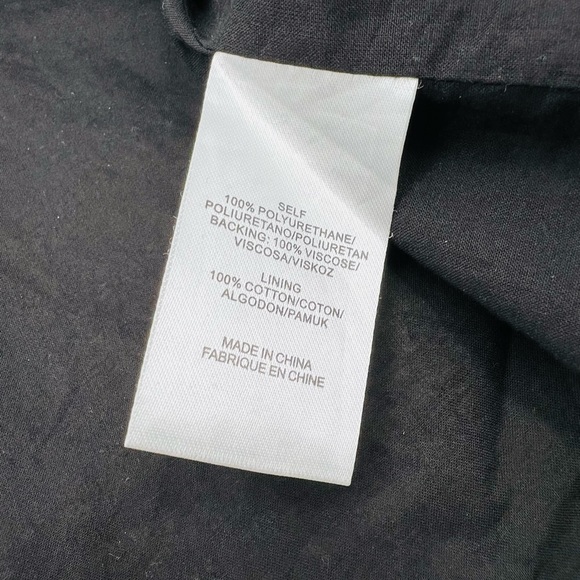 SELF
100% POLYURETHANE/
POLIURETANO/POLIURETAN
BACKING: 100% VISCOSE/
VISCOSA/VISKOZ
LINING
100% COTTON/COTON/
ALGODON/PAMUK
MADE IN CHINA
FABRIQUE EN CHINE